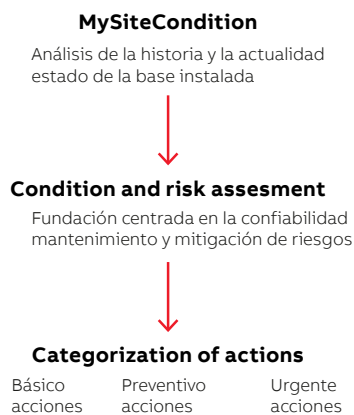 MySiteCondition
Análisis de la historia y la actualidad
estado de la base instalada
Condition and risk assesment
Fundación centrada en la confiabilidad
mantenimiento y mitigación de riesgos
Categorization of actions
Básico Preventivo Urgente
acciones acciones acciones